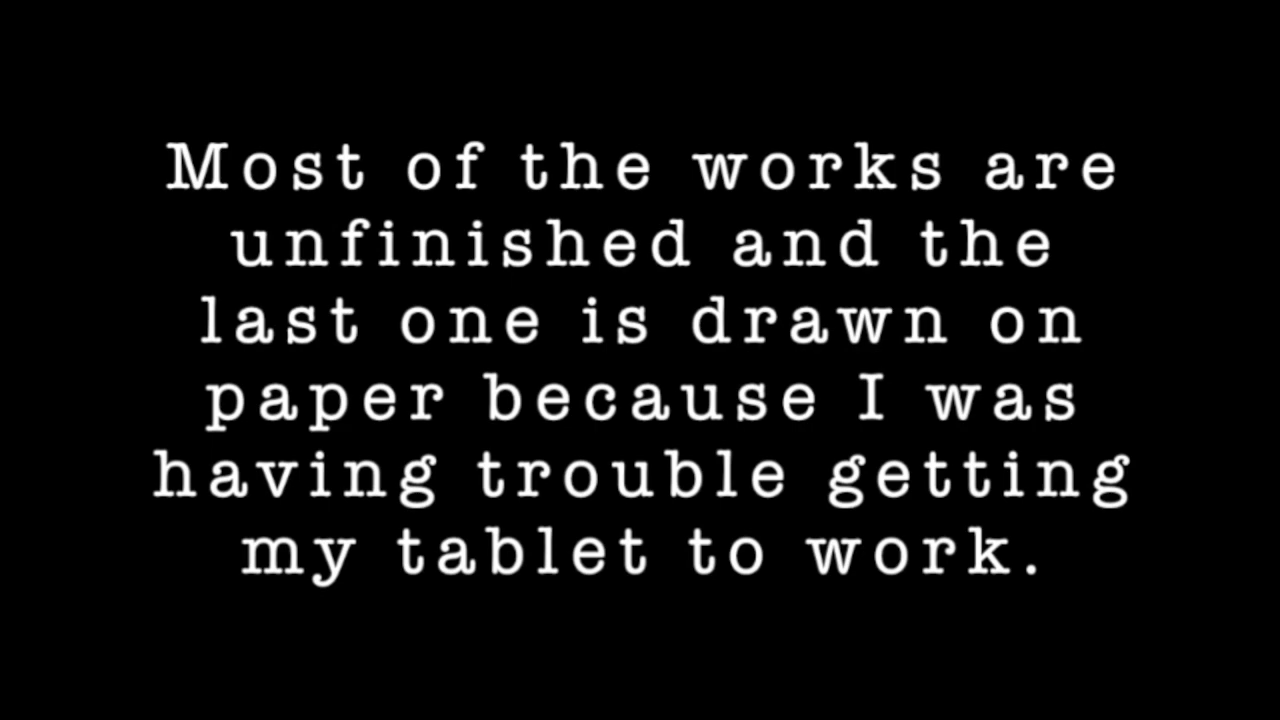 Most of the works are
unfinished and the
last one is drawn on
paper because I was
having trouble getting
my tablet to work.